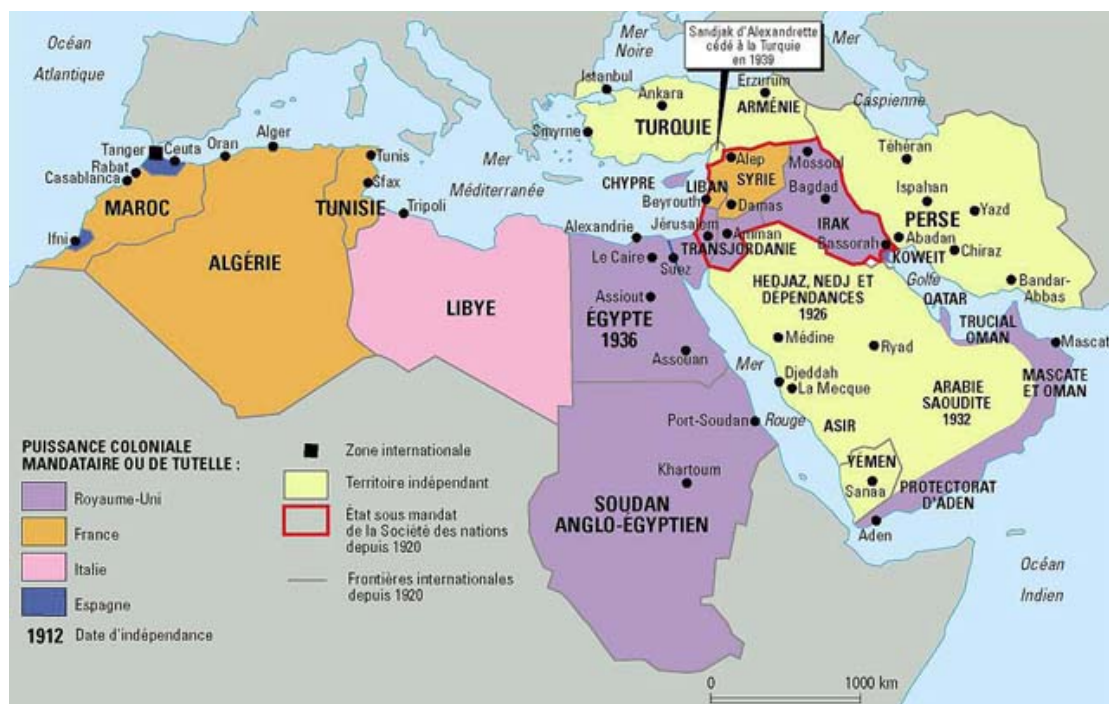 Océan
Atlantique
Mer
Noire
Sandjak d'Alexandrette
cédé à la Turquie
en 1939
Mer
Caspienne
Istanbul
Ankara
Erzurum
ARMÉNIE
TURQUIE
Smyrne
Tanger
Ceuta
Oran
Alger
Rabat
Casablanca
Tunis
Sfax
Mer
Méditerranée
CHYPRE
LIBAN
Beyrouth
Alep
SYRIE
Damas
Mossoul
Bagdad
IRAK
Téhéran
Ispahan
Yazd
PERSE
MAROC
TUNISIE
Tripoli
Ifni
ALGÉRIE
LIBYE
Alexandrie
Jérusalem
Amman
TRANSJORDANIE
Bassorah
Abadan
KOWEIT
Chiraz
Golfe
Bandar-
Abbas
Le Caire
Suez
Assiout
ÉGYPTE
1936
Assouan
HEDJAZ, NEDJ ET
DÉPENDANCES
1926
QATAR
TRUCIAL
OMAN
Mascat
MASCATE
ET OMAN
Médine
Ryad
Mer
Rouge
Djeddah
La Mecque
ARABIE
SAOUDITE
1932
ASIR
Port-Soudan
YÉMEN
Sanaa
PROTECTORAT
D'ADEN
Aden
Khartoum
SOUDAN
ANGLO-ÉGYPTIEN
Océan
Indien
PUISSANCE COLONIALE
MANDATAIRE OU DE TUTELLE :
Royaume-Uni
France
Italie
Espagne
1912 Date d'indépendance
Zone internationale
Territoire indépendant
État sous mandat
de la Société des nations
depuis 1920
Frontières internationales
depuis 1920
0 1000 km